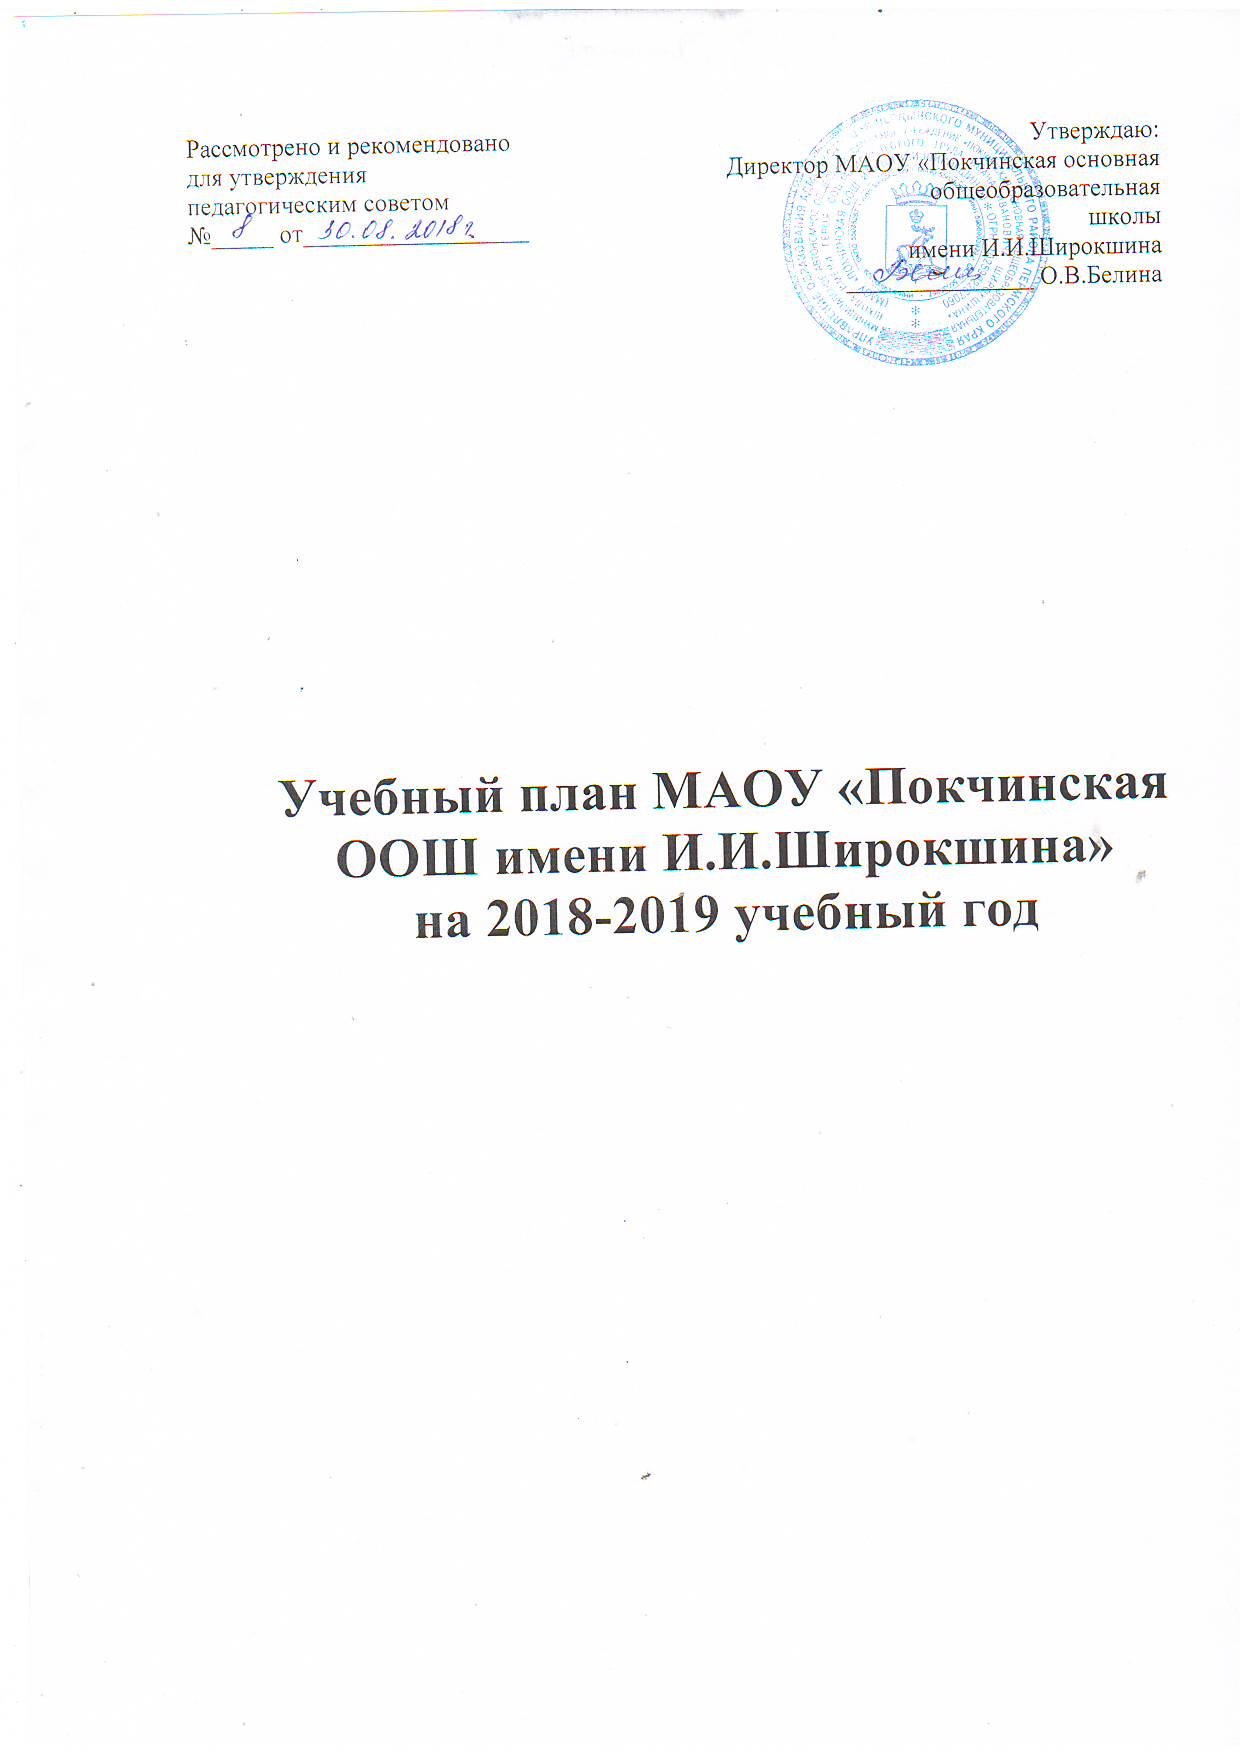 Рассмотрено и рекомендовано
для утверждения
педагогическим советом
№ 8 от 30.08.2018г.
Утверждаю:
Директор МАОУ «Покчинская основная
общеобразовательная
школы
имени И.И.Широкшина
О.В.Белина
Учебный план МАОУ «Покчинская
ООШ имени И.И.Широкшина»
на 2018-2019 учебный год